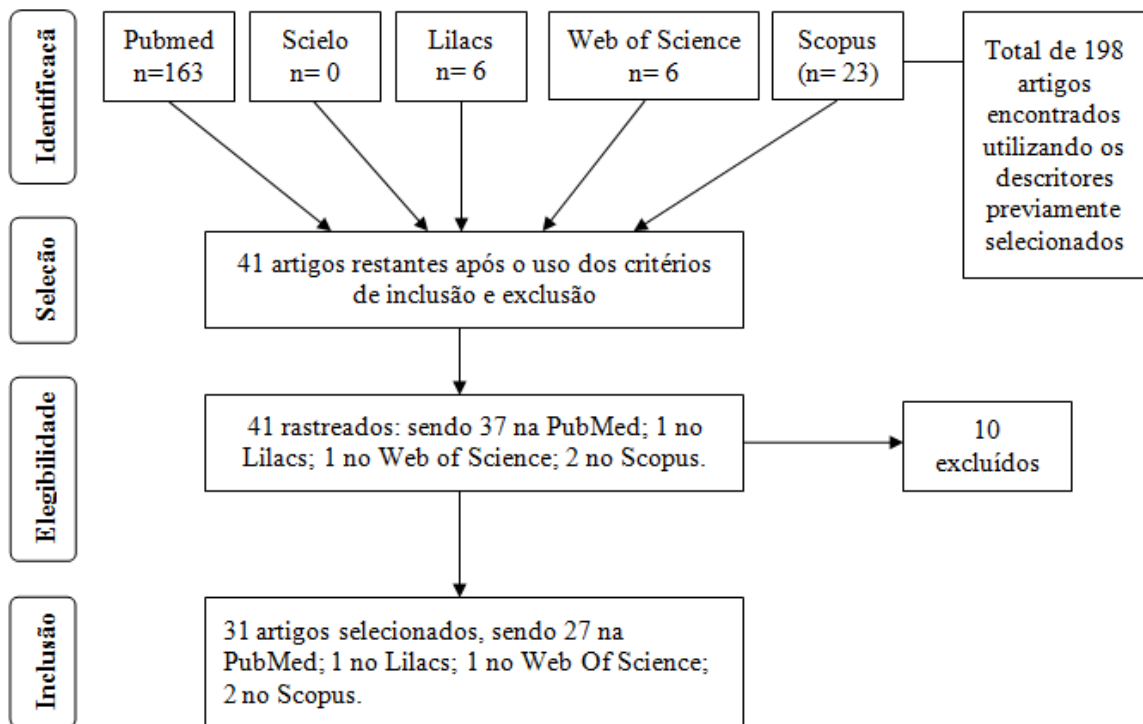 Identificaçã
Pubmed
n=163
Scielo
n= 0
Lilacs
n= 6
Web of Science
n= 6
Scopus
(n= 23)
Total de 198
artigos
encontrados
utilizando os
descritores
previamente
selecionados
Seleção
41 artigos restantes após o uso dos critérios
de inclusão e exclusão
Elegibilidade
41 rastreados: sendo 37 na PubMed; 1 no
Lilacs; 1 no Web of Science; 2 no Scopus.
10
excluídos
Inclusão
31 artigos selecionados, sendo 27 na
PubMed; 1 no Lilacs; 1 no Web Of Science;
2 no Scopus.